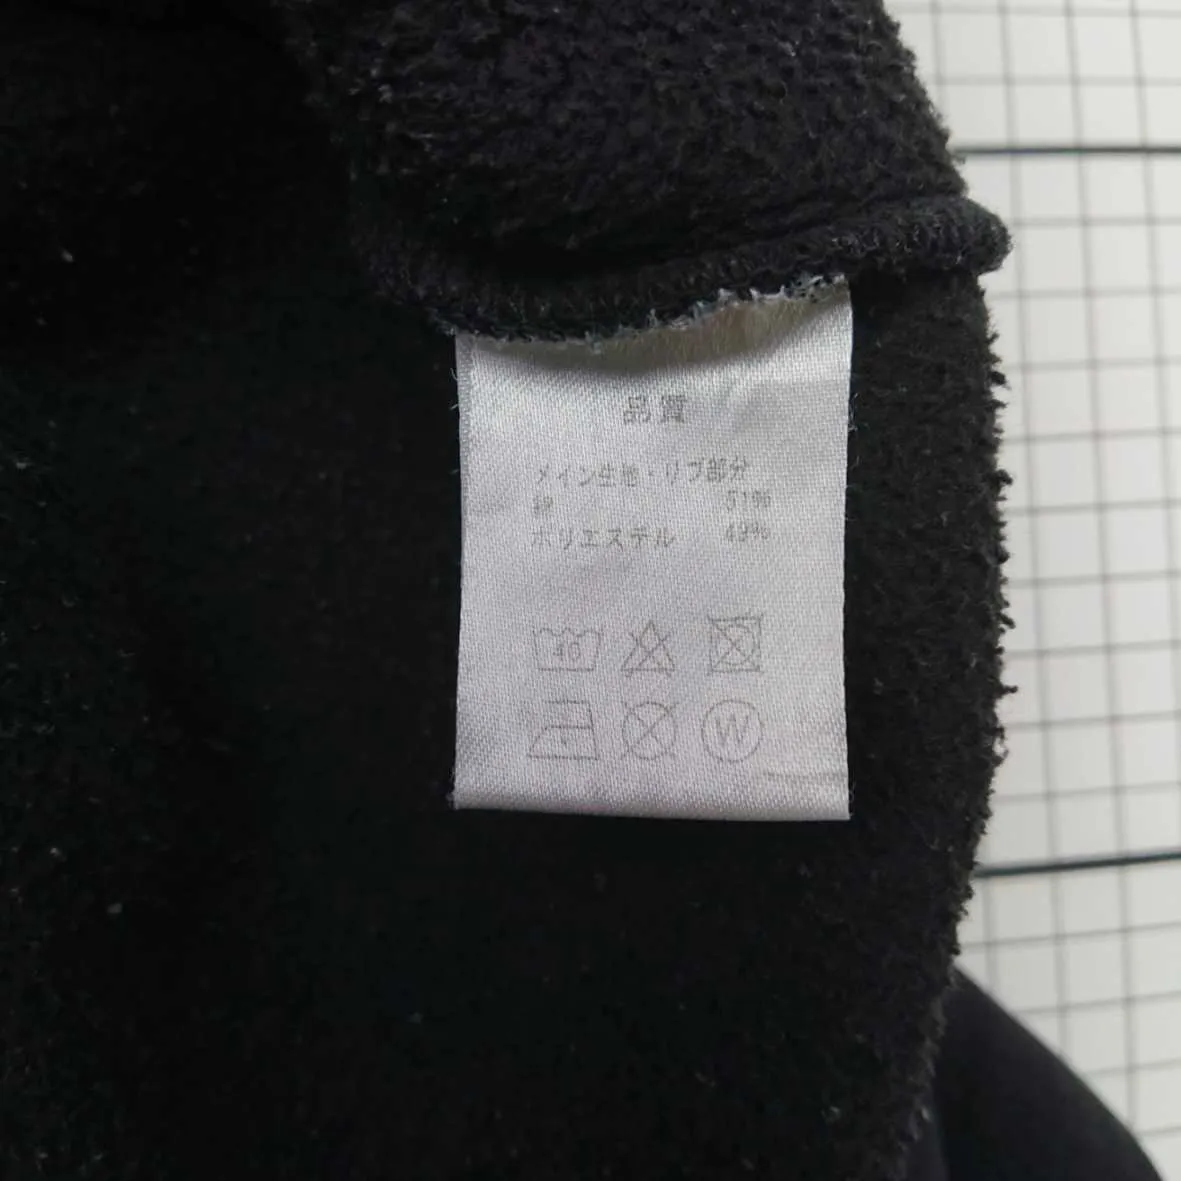 品質
メイン生地・リブ部分
綿 51%
ポリエステル 49%
40
W